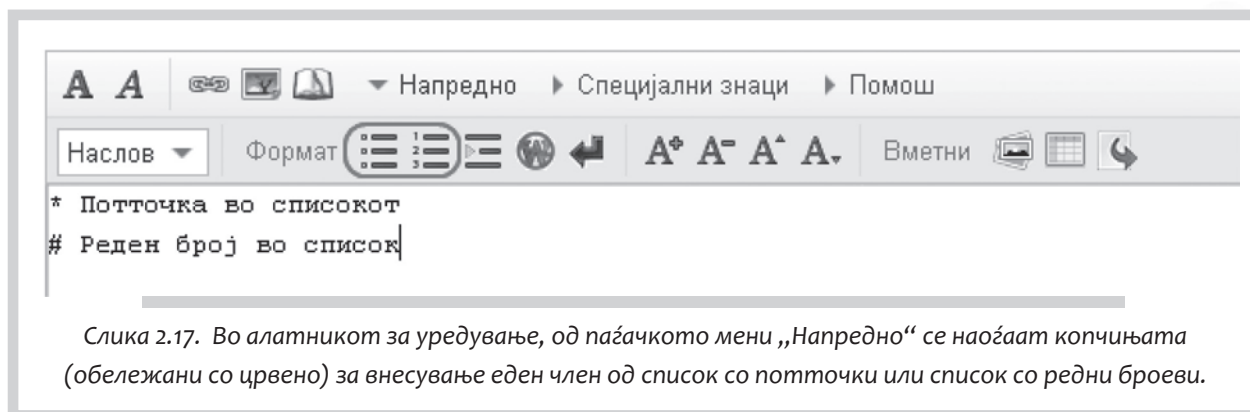 A A Напредно Специјални знаци Помош
Наслов Формат Вметни
* Потточка во списокот
# Реден број во список
Слика 2.17. Во алатникот за уредување, од паѓачкото мени „Напредно“ се наоѓаат копчињата
(обележани со црвено) за внесување еден член од список со потточки или список со редни броеви.